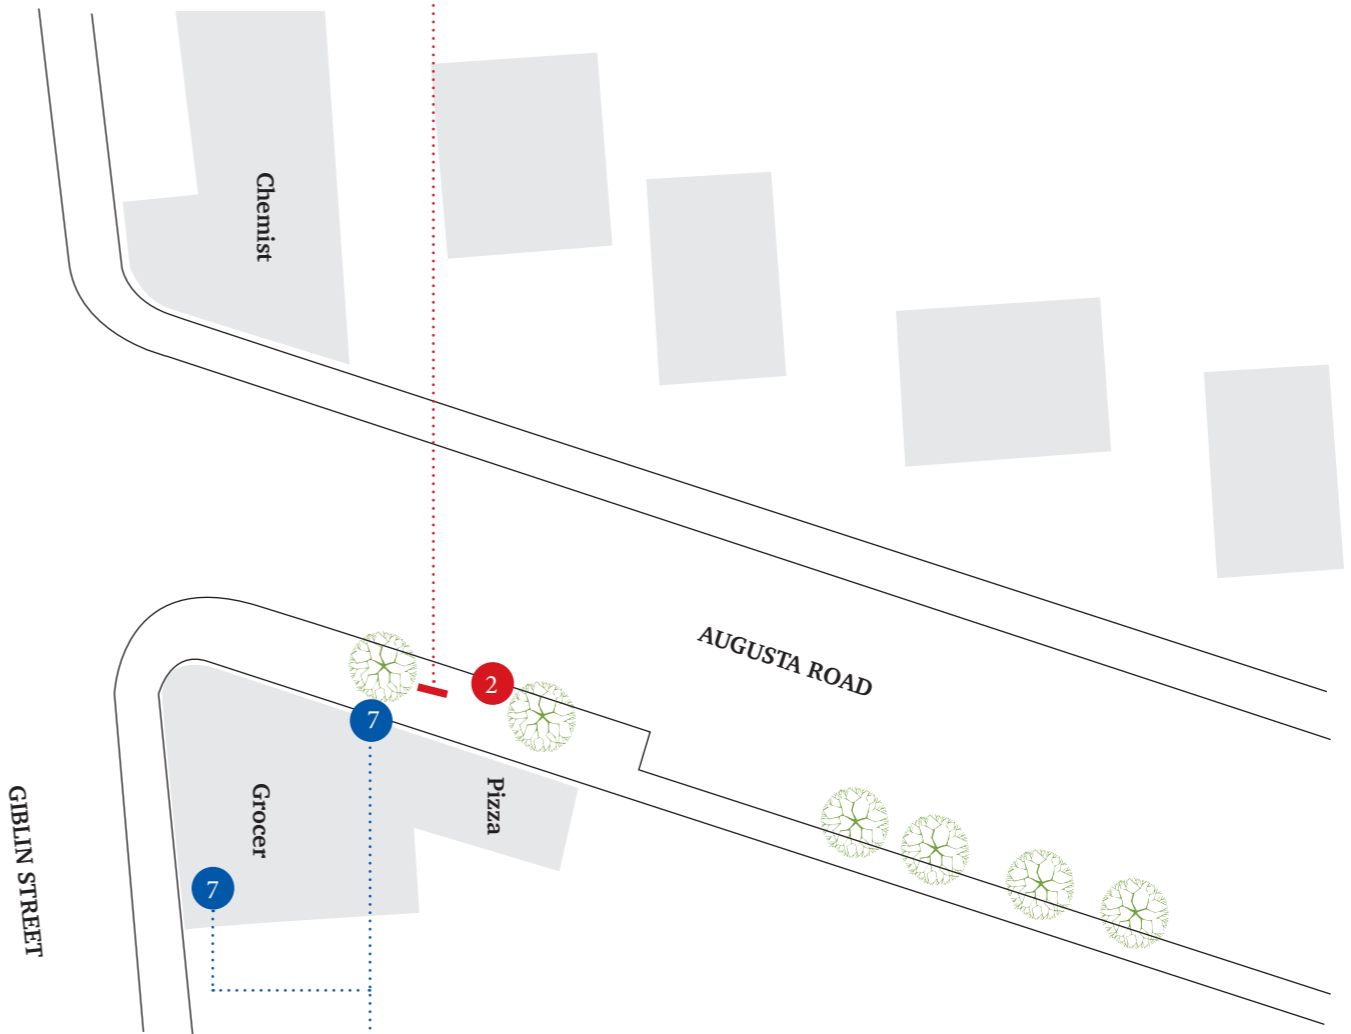 Chemist
AUGUSTA ROAD
2
7
Pizza
Grocer
GIBLIN STREET
7